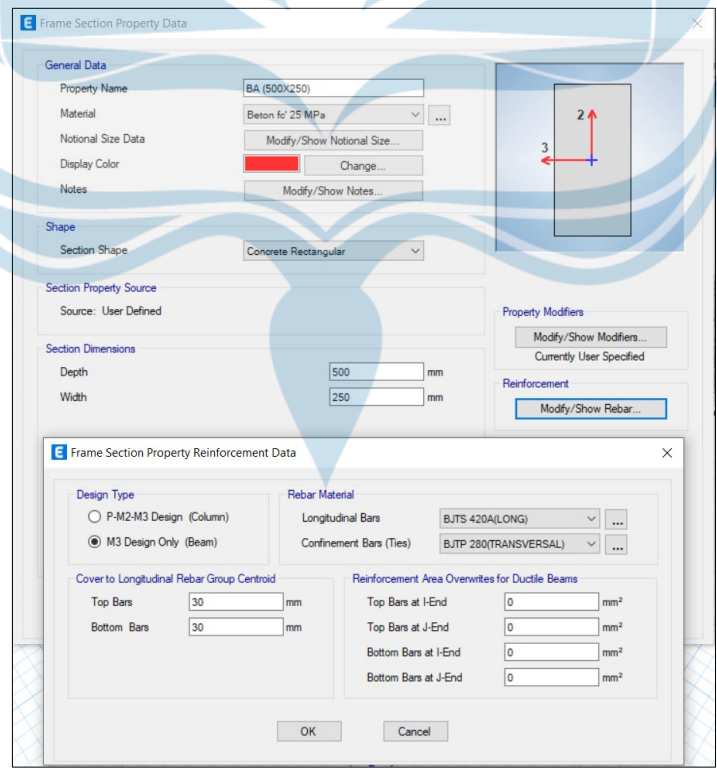 E Frame Section Property Data
General Data
Property Name BA (500X250)
Material Beton fc' 25 MPa ...
Notional Size Data Modify/Show Notional Size...
Display Color Change...
Notes Modify/Show Notes...
2
3
Shape
Section Shape Concrete Rectangular
Section Property Source
Source: User Defined
Property Modifiers
Modify/Show Modifiers...
Currently User Specified
Section Dimensions
Depth 500 mm
Width 250 mm
Reinforcement
Modify/Show Rebar...
E Frame Section Property Reinforcement Data
Design Type
P-M2-M3 Design (Column)
M3 Design Only (Beam)
Rebar Material
Longitudinal Bars BJTS 420A(LONG) ...
Confinement Bars (Ties) BJTP 280(TRANSVERSAL) ...
Cover to Longitudinal Rebar Group Centroid
Top Bars 30 mm
Bottom Bars 30 mm
Reinforcement Area Overwrites for Ductile Beams
Top Bars at I-End 0 mm²
Top Bars at J-End 0 mm²
Bottom Bars at I-End 0 mm²
Bottom Bars at J-End 0 mm²
OK Cancel